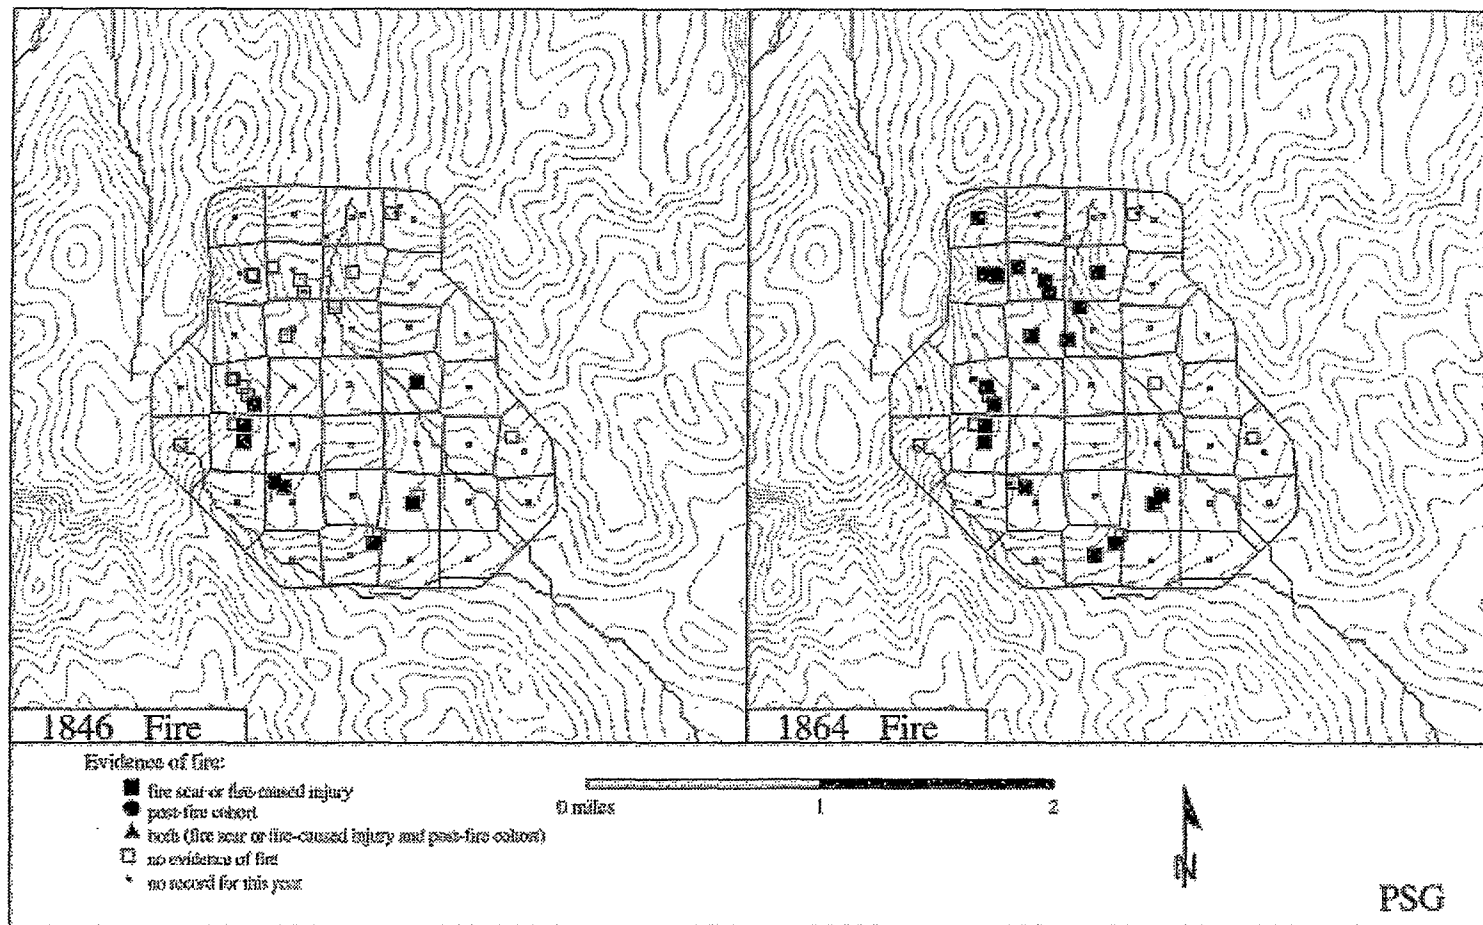 1846 Fire
1864 Fire
Evidence of fire:
fire scar or fire-caused injury
post-fire cohort
both (fire scar or fire-caused injury and post-fire cohort)
no evidence of fire
no record for this year
0 miles 1 2
N
PSG